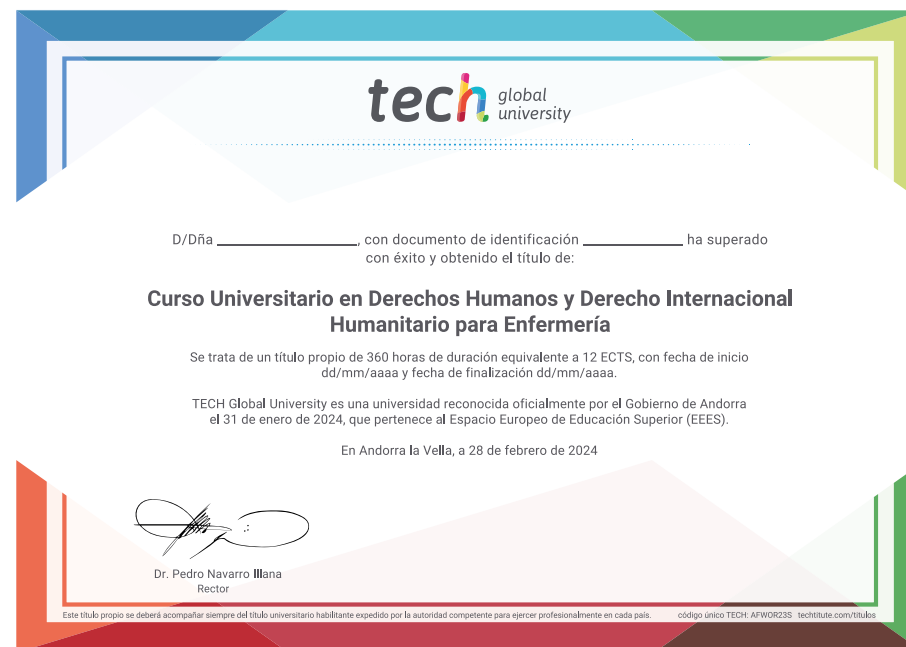 tech global
university
D/Dña ____________________, con documento de identificación ______________ ha superado
con éxito y obtenido el título de:
Curso Universitario en Derechos Humanos y Derecho Internacional
Humanitario para Enfermería
Se trata de un título propio de 360 horas de duración equivalente a 12 ECTS, con fecha de inicio
dd/mm/aaaa y fecha de finalización dd/mm/aaaa.
TECH Global University es una universidad reconocida oficialmente por el Gobierno de Andorra
el 31 de enero de 2024, que pertenece al Espacio Europeo de Educación Superior (EEES).
En Andorra la Vella, a 28 de febrero de 2024
Dr. Pedro Navarro Illana
Rector
Este título propio se deberá acompañar siempre del título universitario habilitante expedido por la autoridad competente para ejercer profesionalmente en cada país. código único TECH: AFWOR23S techtitute.com/titulos